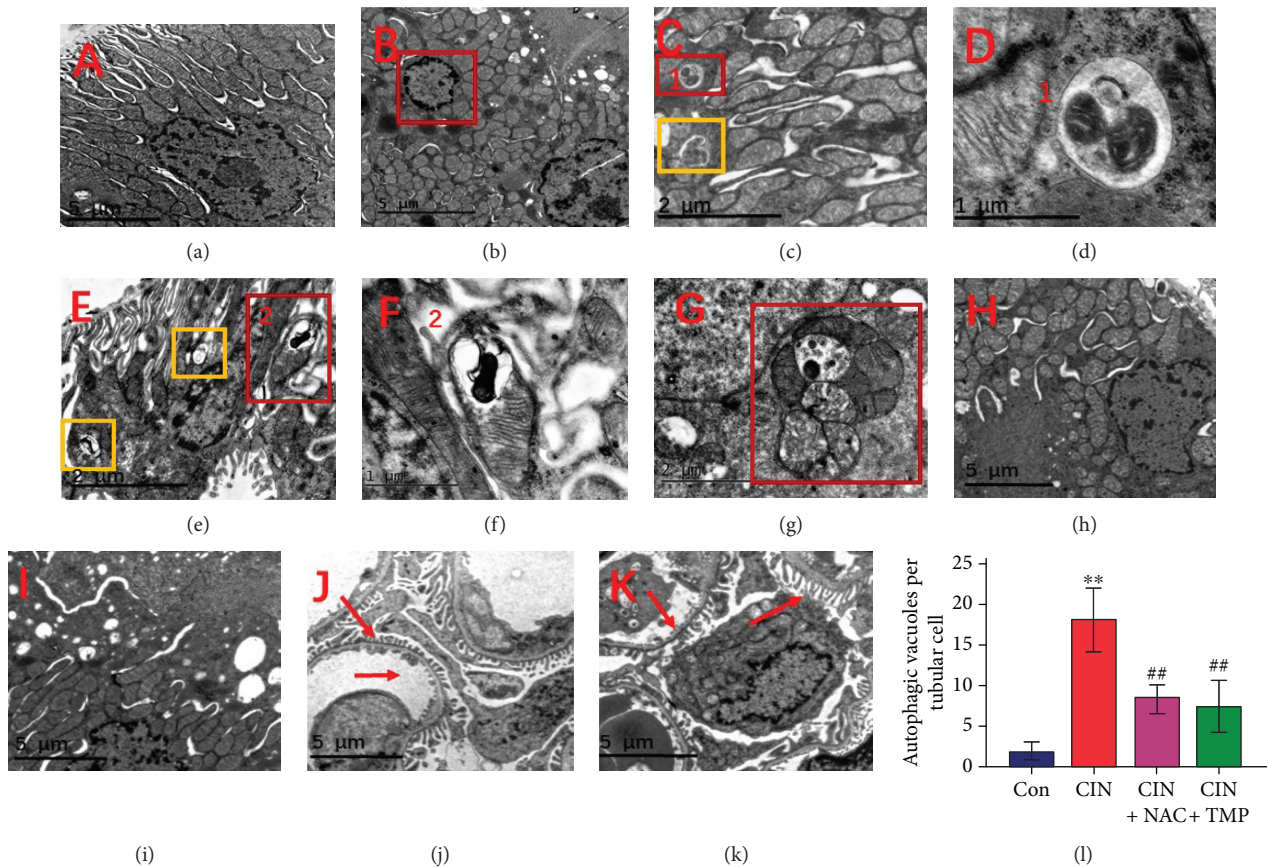 A
5 μm
(a)
B
5 μm
(b)
C
1
2 μm
(c)
D
1
1 μm
(d)
E
2
2 μm
(e)
F
2
1 μm
(f)
G
2 μm
(g)
H
5 μm
(h)
I
5 μm
(i)
J
5 μm
(j)
K
5 μm
(k)
Autophagic vacuoles per
tubular cell
25
20
15
10
5
0
**
##
##
Con
CIN
CIN
+ NAC
CIN
+ TMP
(l)